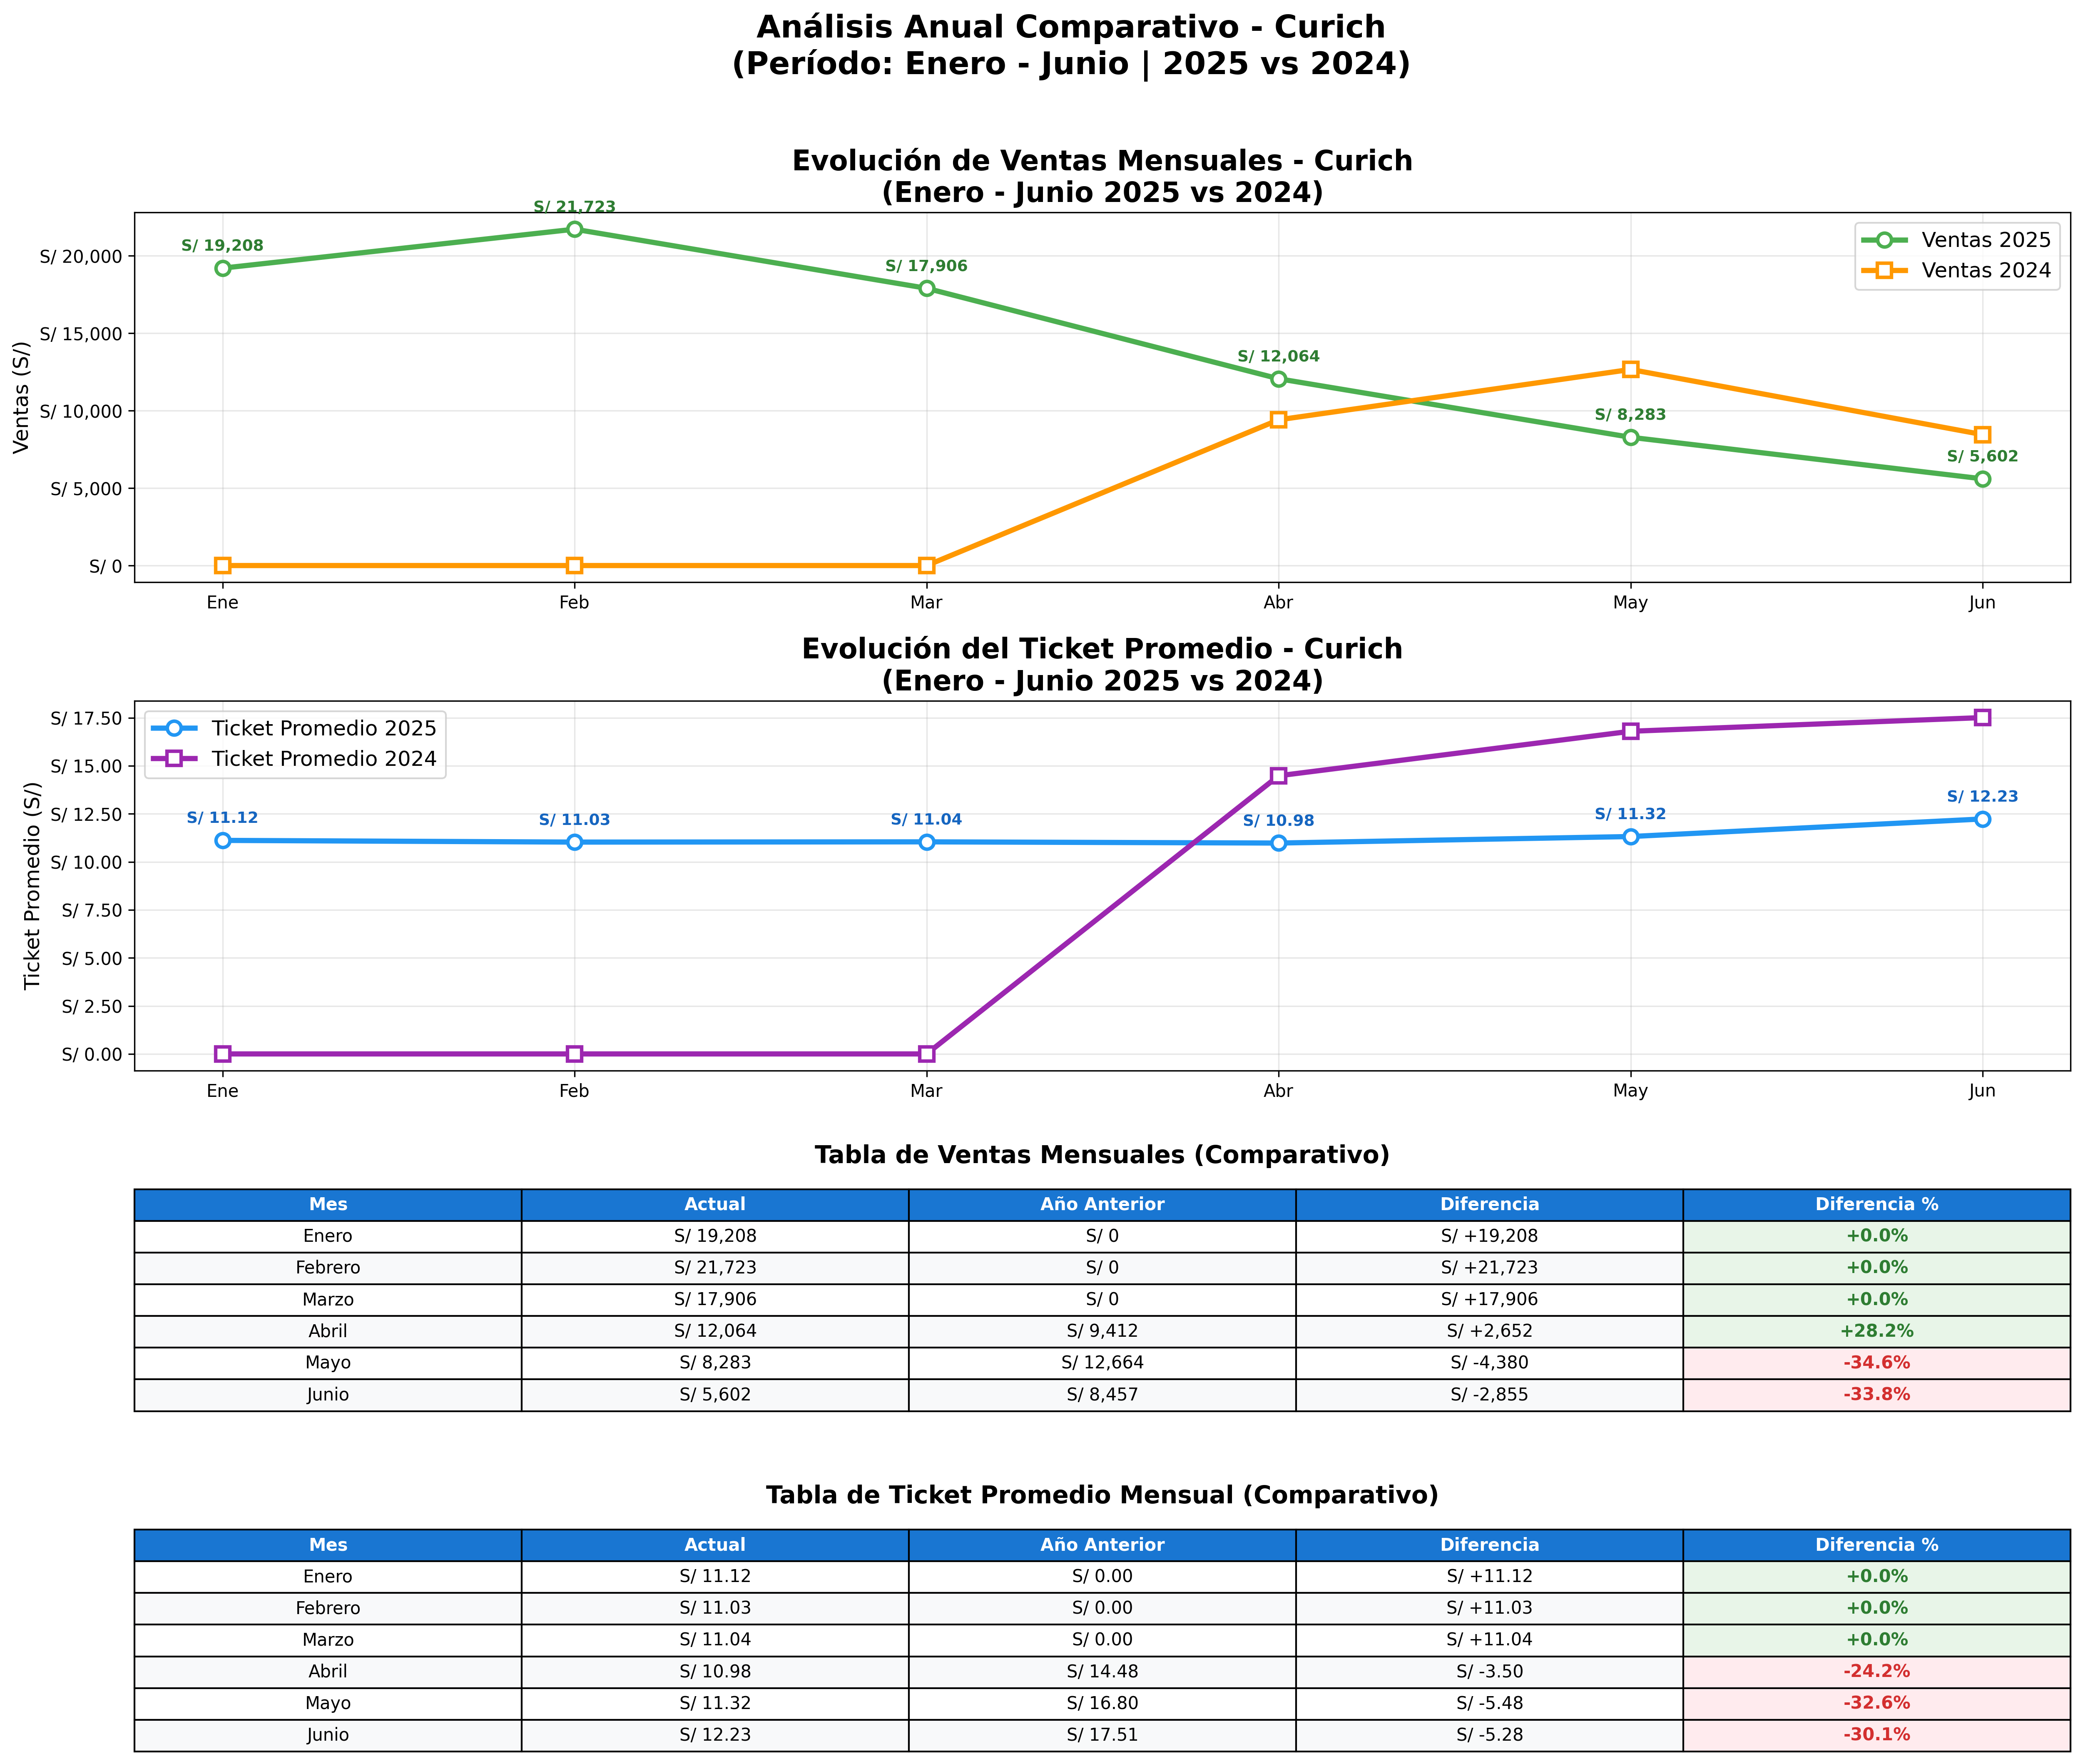 Análisis Anual Comparativo - Curich
(Período: Enero - Junio | 2025 vs 2024)
Evolución de Ventas Mensuales - Curich
(Enero - Junio 2025 vs 2024)
Ventas (S/)
S/ 20,000
S/ 15,000
S/ 10,000
S/ 5,000
S/ 0
S/ 19,208
S/ 21,723
S/ 17,906
S/ 12,064
S/ 8,283
S/ 5,602
Ventas 2025
Ventas 2024
Ene Feb Mar Abr May Jun
Evolución del Ticket Promedio - Curich
(Enero - Junio 2025 vs 2024)
Ticket Promedio (S/)
S/ 17.50
S/ 15.00
S/ 12.50
S/ 10.00
S/ 7.50
S/ 5.00
S/ 2.50
S/ 0.00
Ticket Promedio 2025
Ticket Promedio 2024
S/ 11.12
S/ 11.03
S/ 11.04
S/ 10.98
S/ 11.32
S/ 12.23
Ene Feb Mar Abr May Jun
Tabla de Ventas Mensuales (Comparativo)
Mes Actual Año Anterior Diferencia Diferencia %
Enero S/ 19,208 S/ 0 S/ +19,208 +0.0%
Febrero S/ 21,723 S/ 0 S/ +21,723 +0.0%
Marzo S/ 17,906 S/ 0 S/ +17,906 +0.0%
Abril S/ 12,064 S/ 9,412 S/ +2,652 +28.2%
Mayo S/ 8,283 S/ 12,664 S/ -4,380 -34.6%
Junio S/ 5,602 S/ 8,457 S/ -2,855 -33.8%
Tabla de Ticket Promedio Mensual (Comparativo)
Mes Actual Año Anterior Diferencia Diferencia %
Enero S/ 11.12 S/ 0.00 S/ +11.12 +0.0%
Febrero S/ 11.03 S/ 0.00 S/ +11.03 +0.0%
Marzo S/ 11.04 S/ 0.00 S/ +11.04 +0.0%
Abril S/ 10.98 S/ 14.48 S/ -3.50 -24.2%
Mayo S/ 11.32 S/ 16.80 S/ -5.48 -32.6%
Junio S/ 12.23 S/ 17.51 S/ -5.28 -30.1%